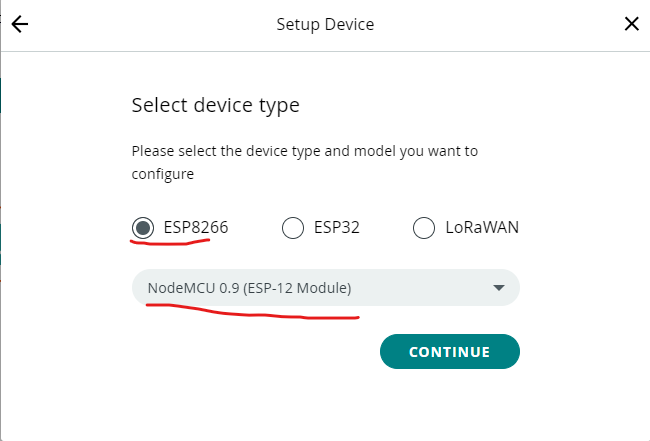 Setup Device
Select device type
Please select the device type and model you want to
configure
ESP8266 ESP32 LoRaWAN
NodeMCU 0.9 (ESP-12 Module)
CONTINUE